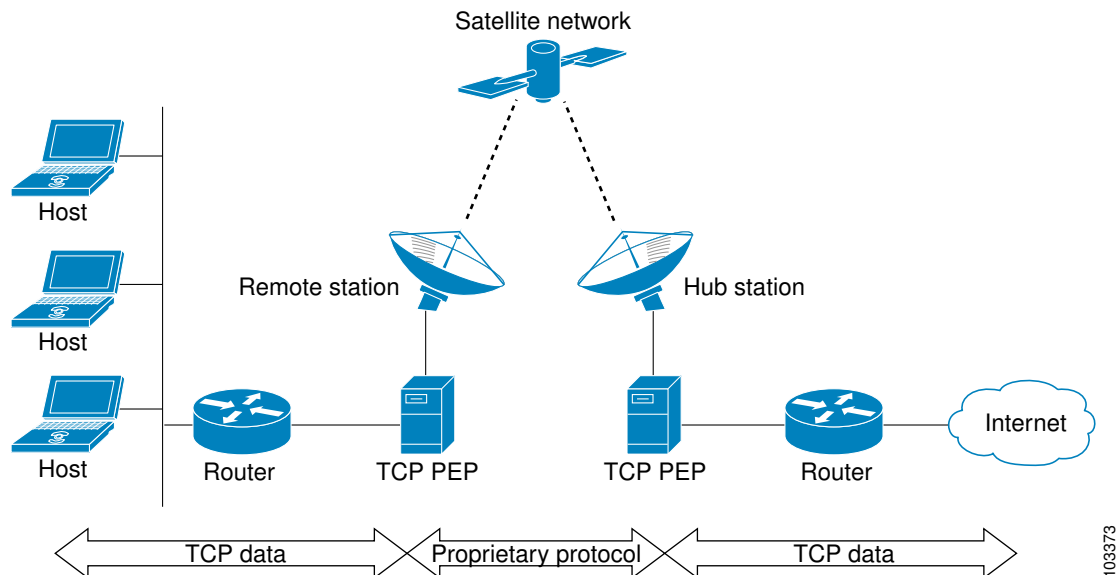 Satellite network
Host
Remote station
Hub station
Host
Internet
Host
Router
TCP PEP
TCP PEP
Router
TCP data
Proprietary protocol
TCP data
103373